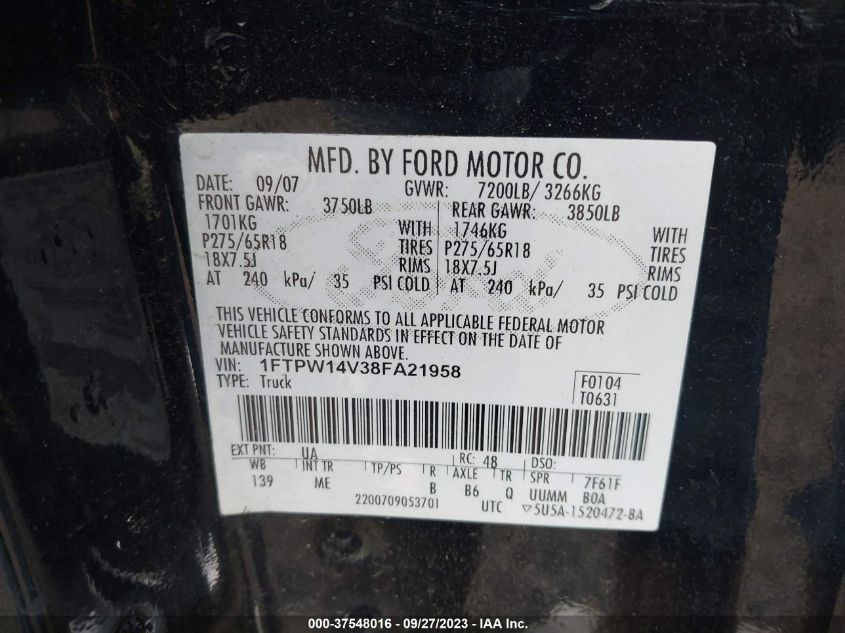 MFD. BY FORD MOTOR CO.
DATE: 09/07 GVWR: 7200LB/ 3266KG
FRONT GAWR: 3750LB REAR GAWR: 3850LB
1701KG WITH 1746KG WITH
P275/65R18 TIRES P275/65R18 TIRES
18X7.5J RIMS 18X7.5J RIMS
AT 240 kPa/ 35 PSI COLD AT 240 kPa/ 35 PSI COLD
THIS VEHICLE CONFORMS TO ALL APPLICABLE FEDERAL MOTOR
VEHICLE SAFETY STANDARDS IN EFFECT ON THE DATE OF
MANUFACTURE SHOWN ABOVE.
VIN: 1FTPW14V38FA21958
TYPE: Truck
F0104
T0631
EXT PNT: UA RC: 48 DSO:
WB INT TR TP/PS R AXLE TR SPR 7F61F
139 ME B B6 Q UUMM BOA
2200709053701 UTC ▽5U5A-1520472-BA
000-37548016 - 09/27/2023 - IAA Inc.